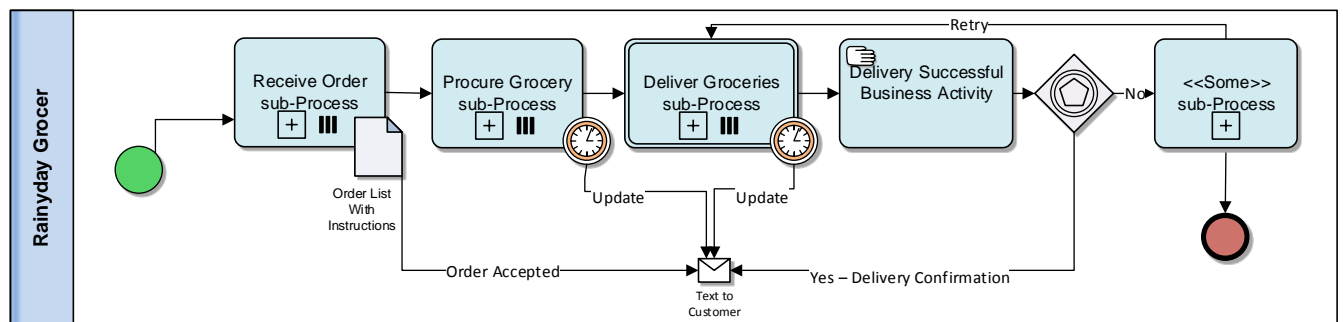 Rainyday Grocer
Receive Order
sub-Process
Order List
With
Instructions
Procure Grocery
sub-Process
Deliver Groceries
sub-Process
Delivery Successful
Business Activity
Retry
No
<<Some>>
sub-Process
Update
Update
Order Accepted
Yes – Delivery Confirmation
Text to
Customer